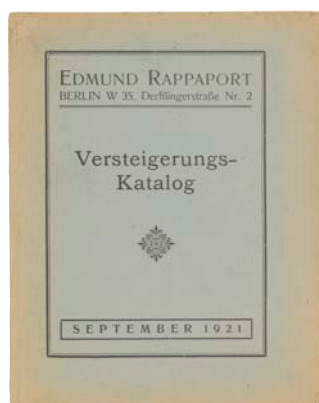 EDMUND RAPPAPORT
BERLIN W 35, Derfflingerstraße Nr. 2
Versteigerungs-
Katalog
SEPTEMBER 1921